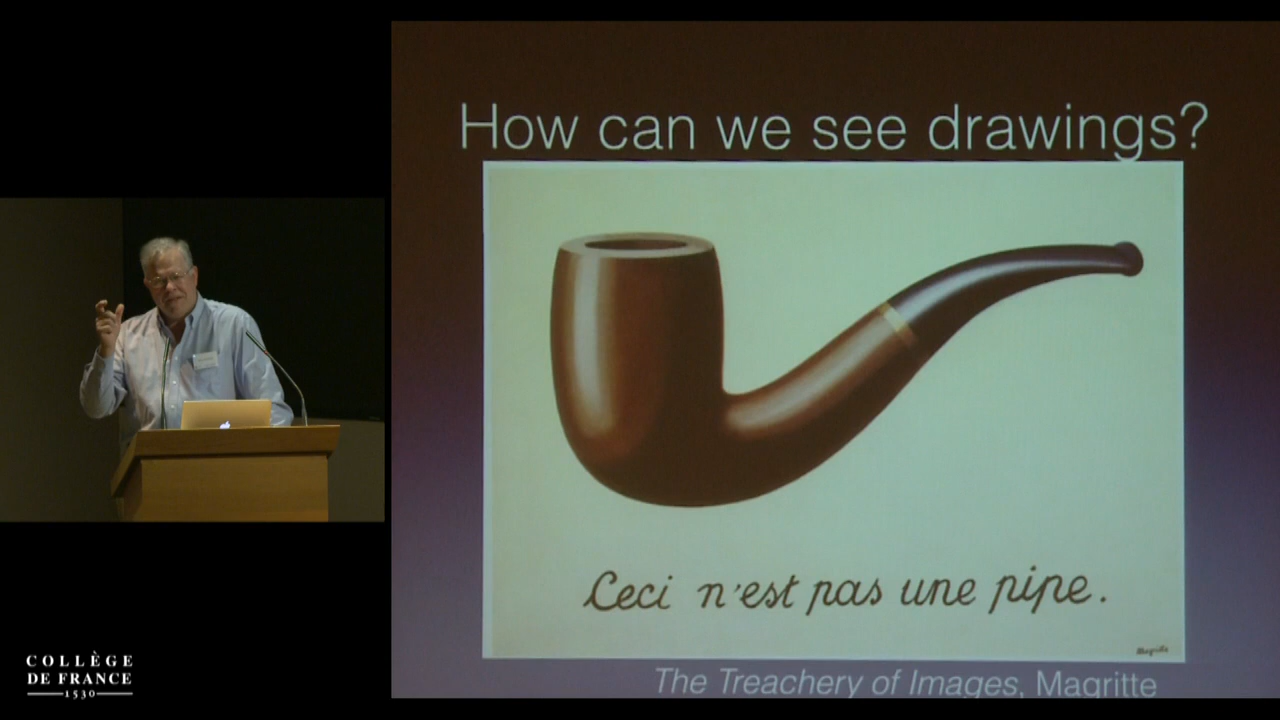 How can we see drawings?
Ceci n'est pas une pipe.
Magritte
The Treachery of Images, Magritte
COLLÈGE
DE FRANCE
1530